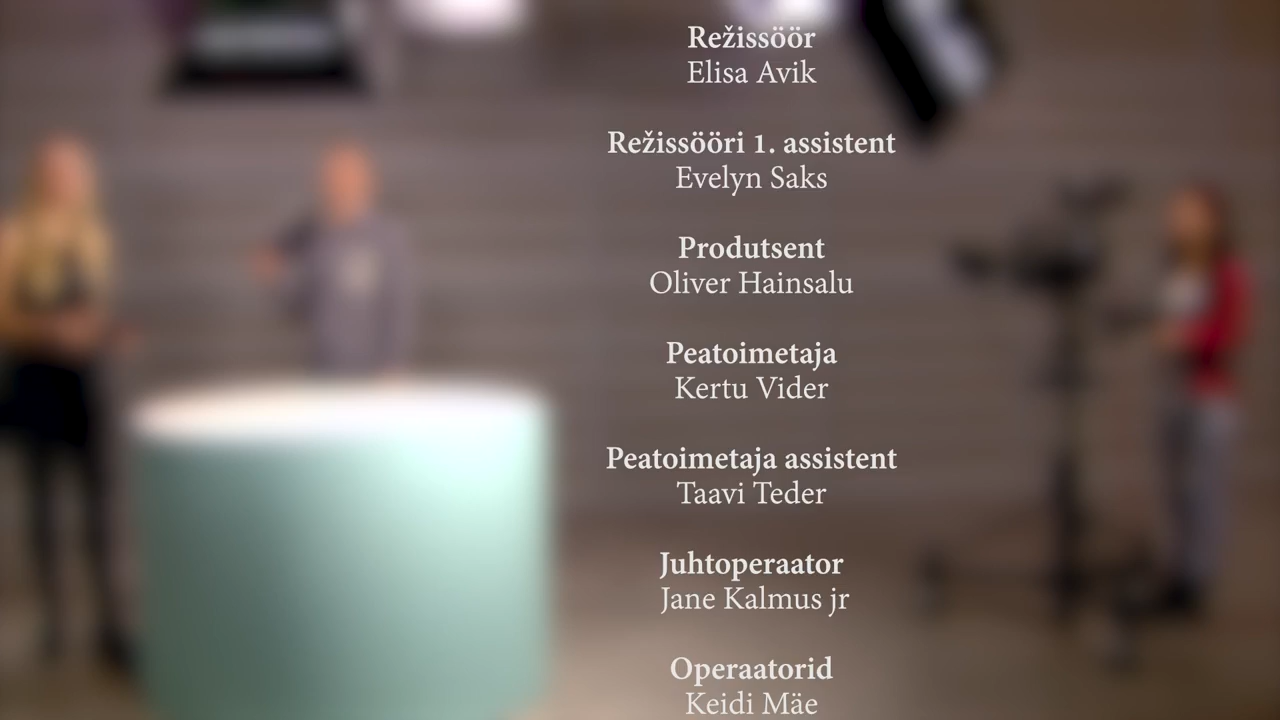 Režissöör
Elisa Avik
Režissööri 1. assistent
Evelyn Saks
Produtsent
Oliver Hainsalu
Peatoimetaja
Kertu Vider
Peatoimetaja assistent
Taavi Teder
Juhtoperaator
Jane Kalmus jr
Operaatorid
Keidi Mäe